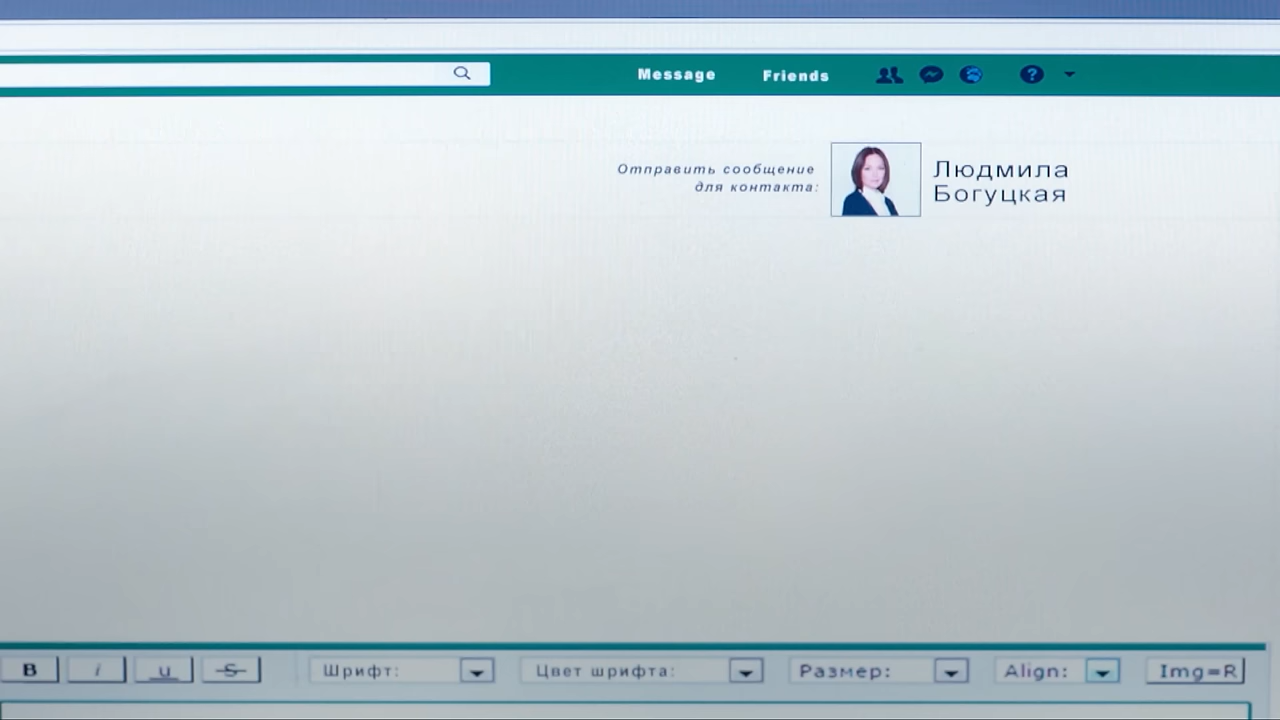 Message Friends
Отправить сообщение
для контакта:
Людмила
Богуцкая
B i u S Шрифт: Цвет шрифта: Размер: Align: Img=R